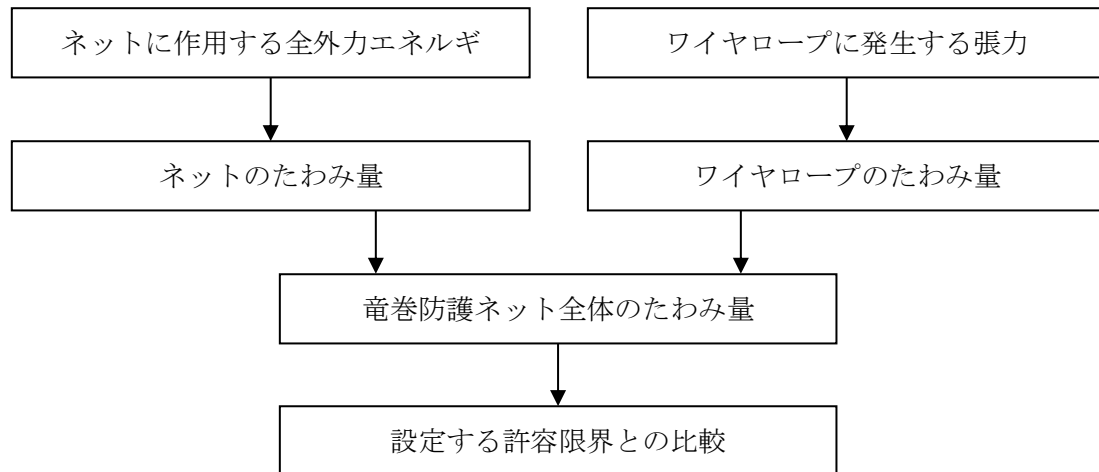 ネットに作用する全外力エネルギ
ワイヤロープに発生する張力
ネットのたわみ量
ワイヤロープのたわみ量
竜巻防護ネット全体のたわみ量
設定する許容限界との比較